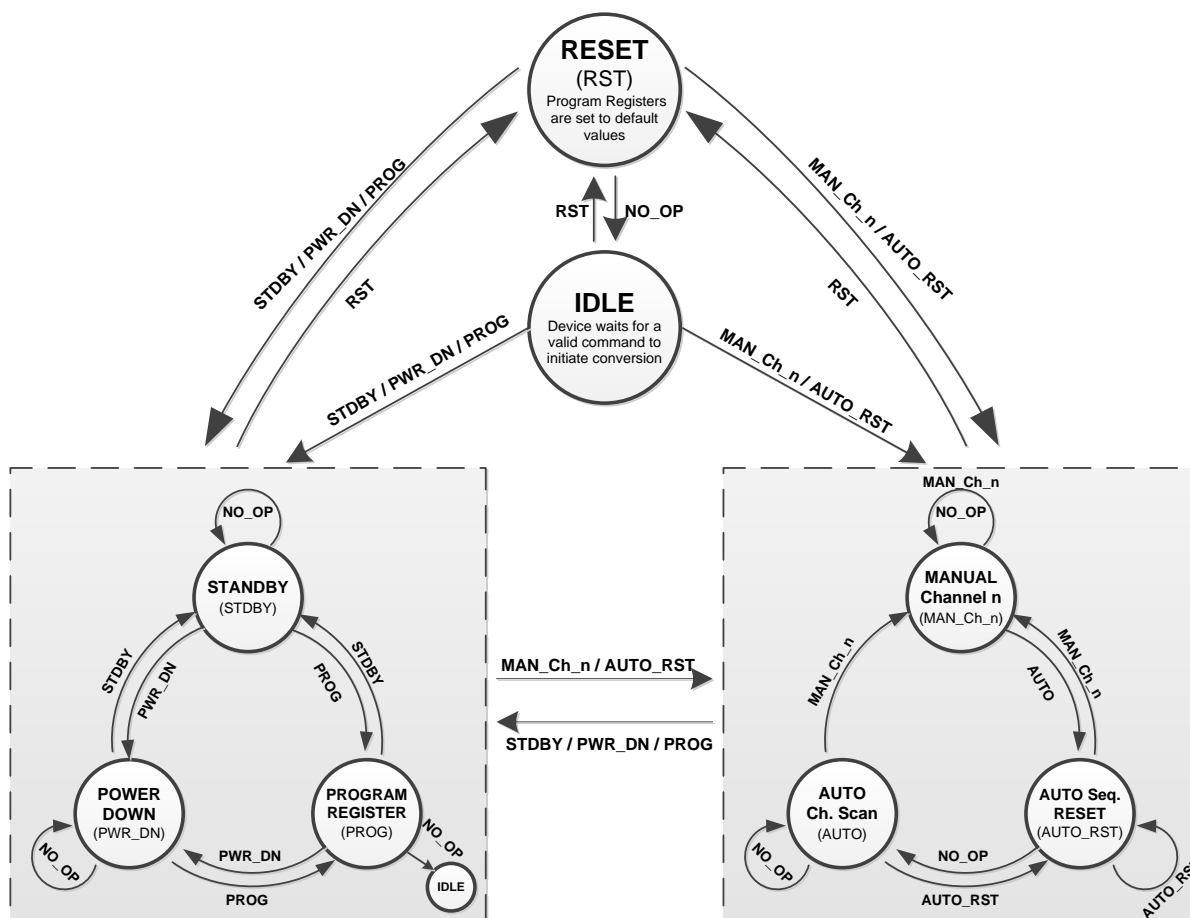 RESET
(RST)
Program Registers
are set to default
values
STDBY / PWR_DN / PROG
RST
RST
NO_OP
MAN_Ch_n / AUTO_RST
RST
IDLE
Device waits for a
valid command to
initiate conversion
STDBY / PWR_DN / PROG
MAN_Ch_n / AUTO_RST
NO_OP
STANDBY
(STDBY)
STDBY
PWR_DN
PROG
STDBY
POWER
DOWN
(PWR_DN)
PROGRAM
REGISTER
(PROG)
NO_OP
PWR_DN
PROG
NO_OP
IDLE
MAN_Ch_n / AUTO_RST
STDBY / PWR_DN / PROG
MAN_Ch_n
NO_OP
MANUAL
Channel n
(MAN_Ch_n)
MAN_Ch_n
AUTO
MAN_Ch_n
AUTO
Ch. Scan
(AUTO)
AUTO Seq.
RESET
(AUTO_RST)
NO_OP
NO_OP
AUTO_RST
AUTO_RST